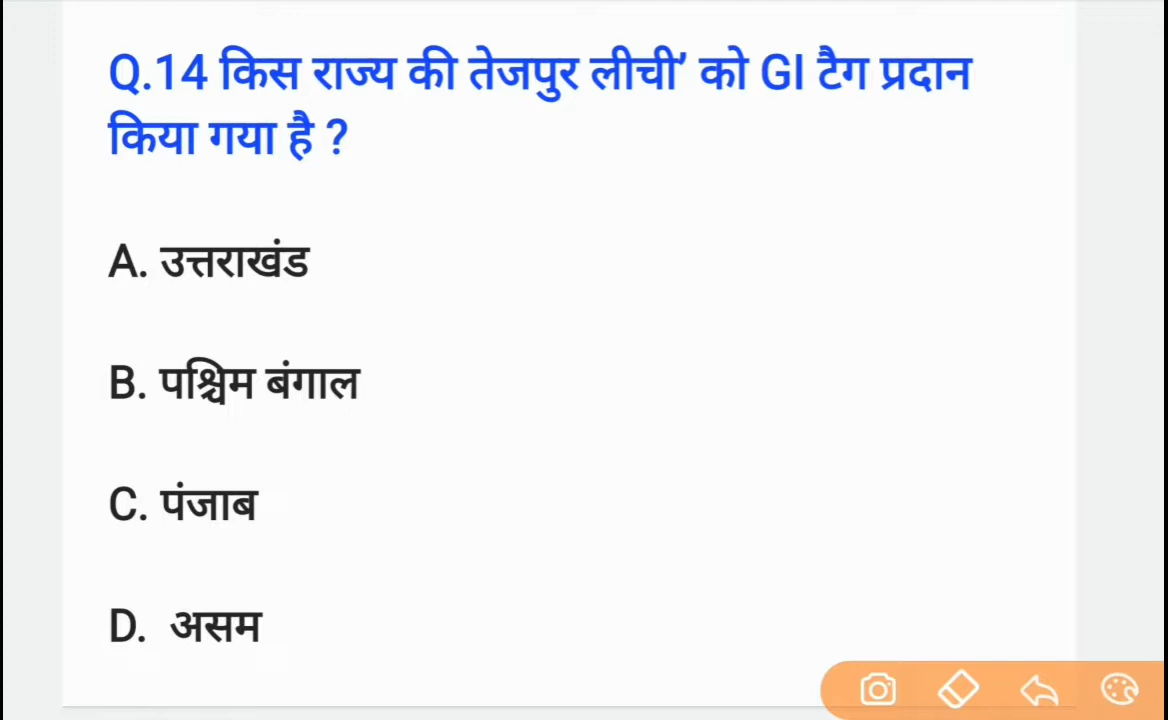 Q.14 किस राज्य की तेजपुर लीची’ को GI टैग प्रदान
किया गया है ?
A. उत्तराखंड
B. पश्चिम बंगाल
C. पंजाब
D. असम